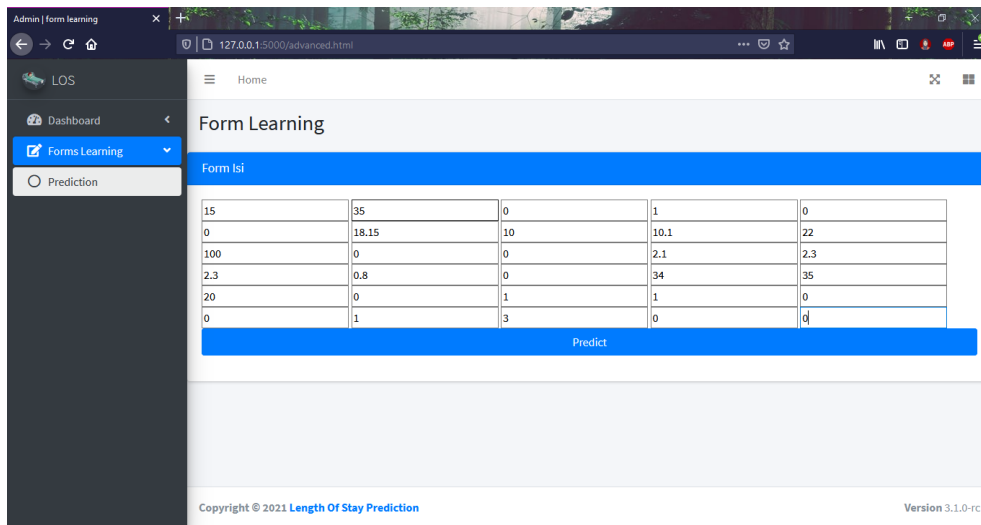 Admin | form learning
127.0.0.1:5000/advanced.html
ABP
LOS
Home
Dashboard
Form Learning
Forms Learning
Form Isi
Prediction
15 35 0 1 0
0 18.15 10 10.1 22
100 0 0 2.1 2.3
2.3 0.8 0 34 35
20 0 1 1 0
0 1 3 0 0
Predict
Copyright © 2021 Length Of Stay Prediction
Version 3.1.0-rc